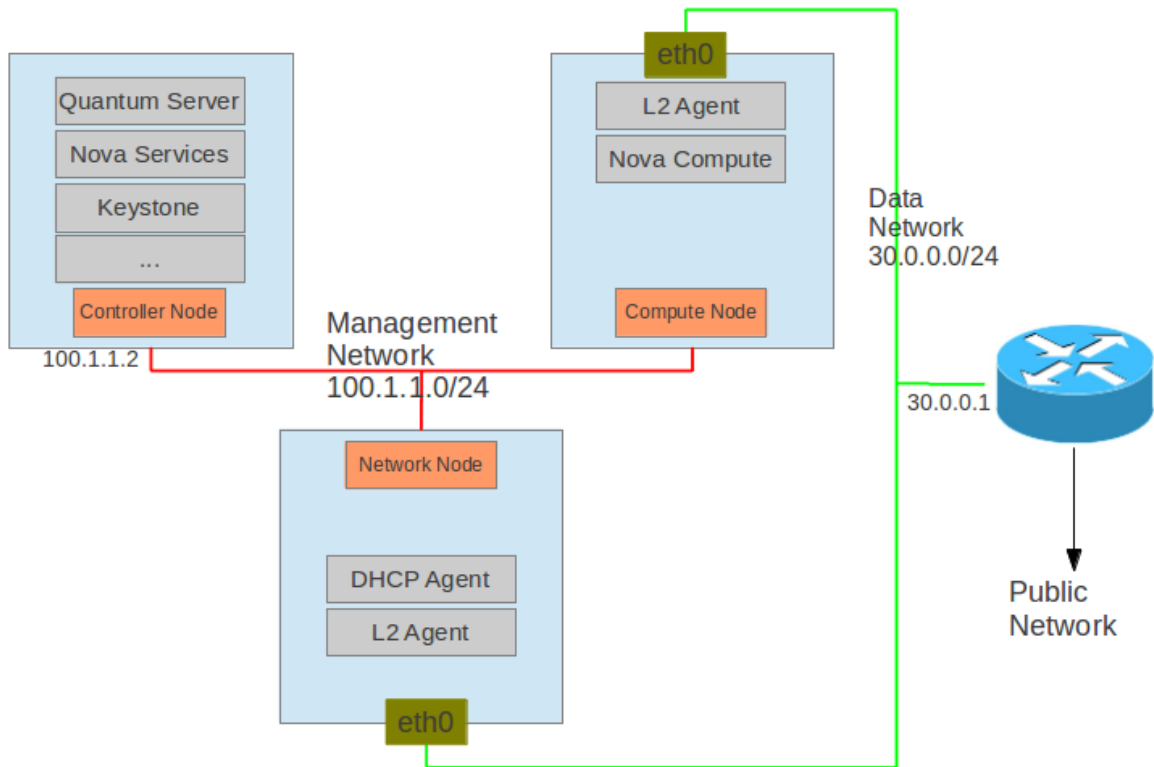 Quantum Server
Nova Services
Keystone
...
Controller Node
100.1.1.2
eth0
L2 Agent
Nova Compute
Compute Node
Management
Network
100.1.1.0/24
Data
Network
30.0.0.0/24
30.0.0.1
Network Node
DHCP Agent
L2 Agent
eth0
Public
Network